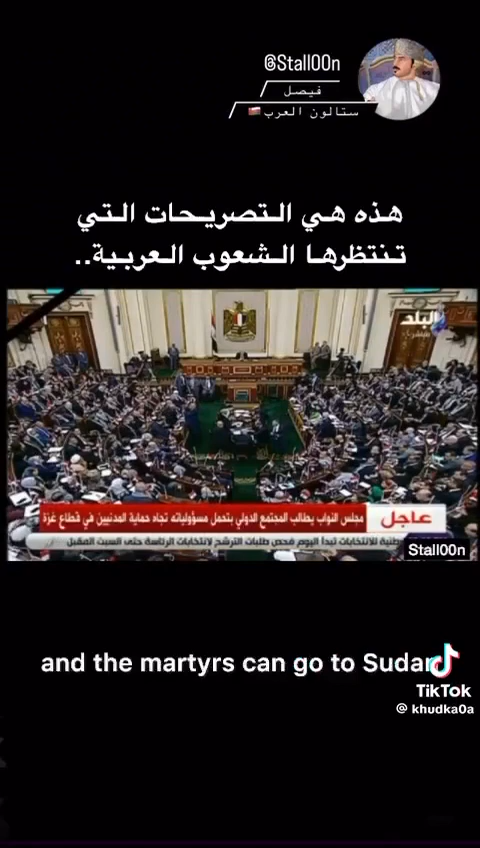 @Stall00n
فيصل
ستالون العرب
هذه هي التصريحات التي
تنتظرها الشعوب العربية..
البلد
عاجل
مجلس النواب يطالب المجتمع الدولي بتحمل مسؤولياته تجاه حماية المدنيين في قطاع غزة
وطنية للانتخابات تبدأ اليوم فحص طلبات الترشح لانتخابات الرئاسة حتى السبت المقبل
Stall00n
and the martyrs can go to Sudan
TikTok
@ khudka0a